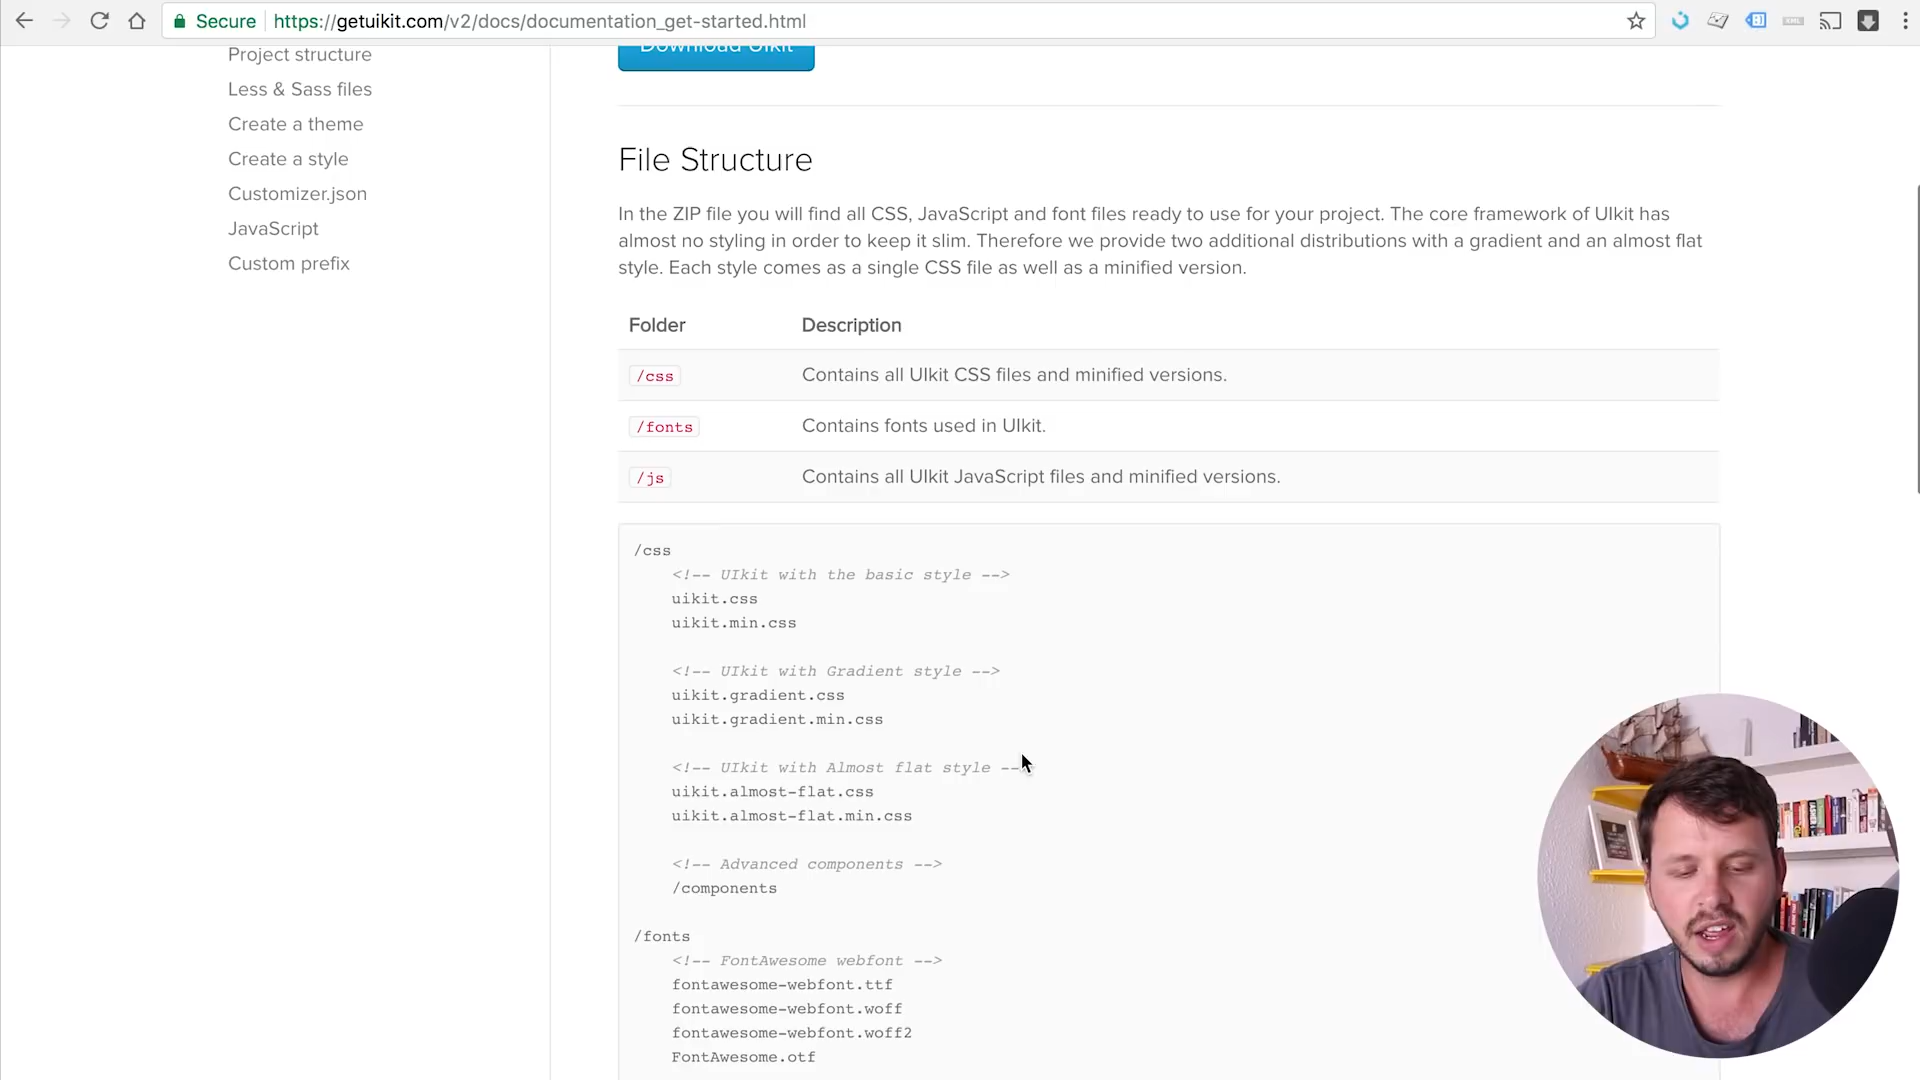 Secure
https://getuikit.com/v2/docs/documentation_get-started.html
Project structure
Less & Sass files
Create a theme
Create a style
Customizer.json
JavaScript
Custom prefix
Download UIkit
File Structure
In the ZIP file you will find all CSS, JavaScript and font files ready to use for your project. The core framework of UIkit has
almost no styling in order to keep it slim. Therefore we provide two additional distributions with a gradient and an almost flat
style. Each style comes as a single CSS file as well as a minified version.
Folder Description
/css Contains all UIkit CSS files and minified versions.
/fonts Contains fonts used in UIkit.
/js Contains all UIkit JavaScript files and minified versions.
/css
<!-- UIkit with the basic style -->
uikit.css
uikit.min.css
<!-- UIkit with Gradient style -->
uikit.gradient.css
uikit.gradient.min.css
<!-- UIkit with Almost flat style --
uikit.almost-flat.css
uikit.almost-flat.min.css
<!-- Advanced components -->
/components
/fonts
<!-- FontAwesome webfont -->
fontawesome-webfont.ttf
fontawesome-webfont.woff
fontawesome-webfont.woff2
FontAwesome.otf